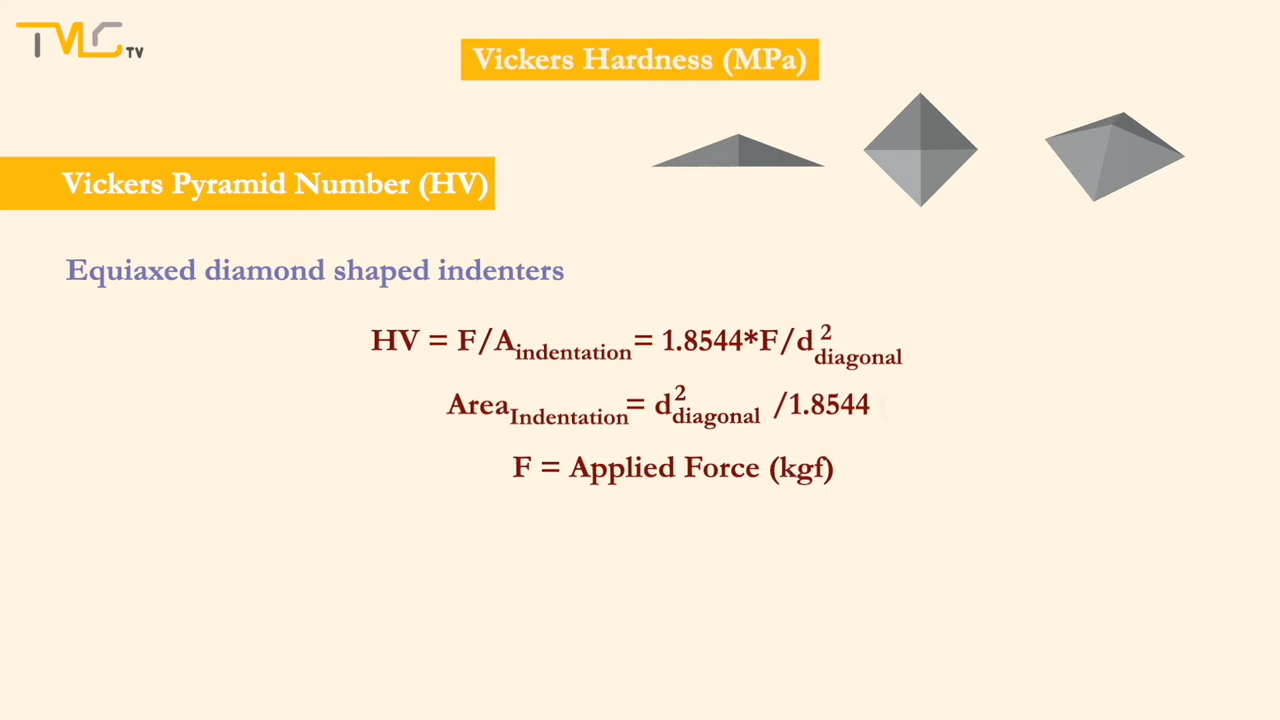 TMC TV
Vickers Hardness (MPa)
Vickers Pyramid Number (HV)
Equiaxed diamond shaped indenters
HV = F/A_indentation = 1.8544*F/d²_diagonal
Area_Indentation = d²_diagonal /1.8544
F = Applied Force (kgf)